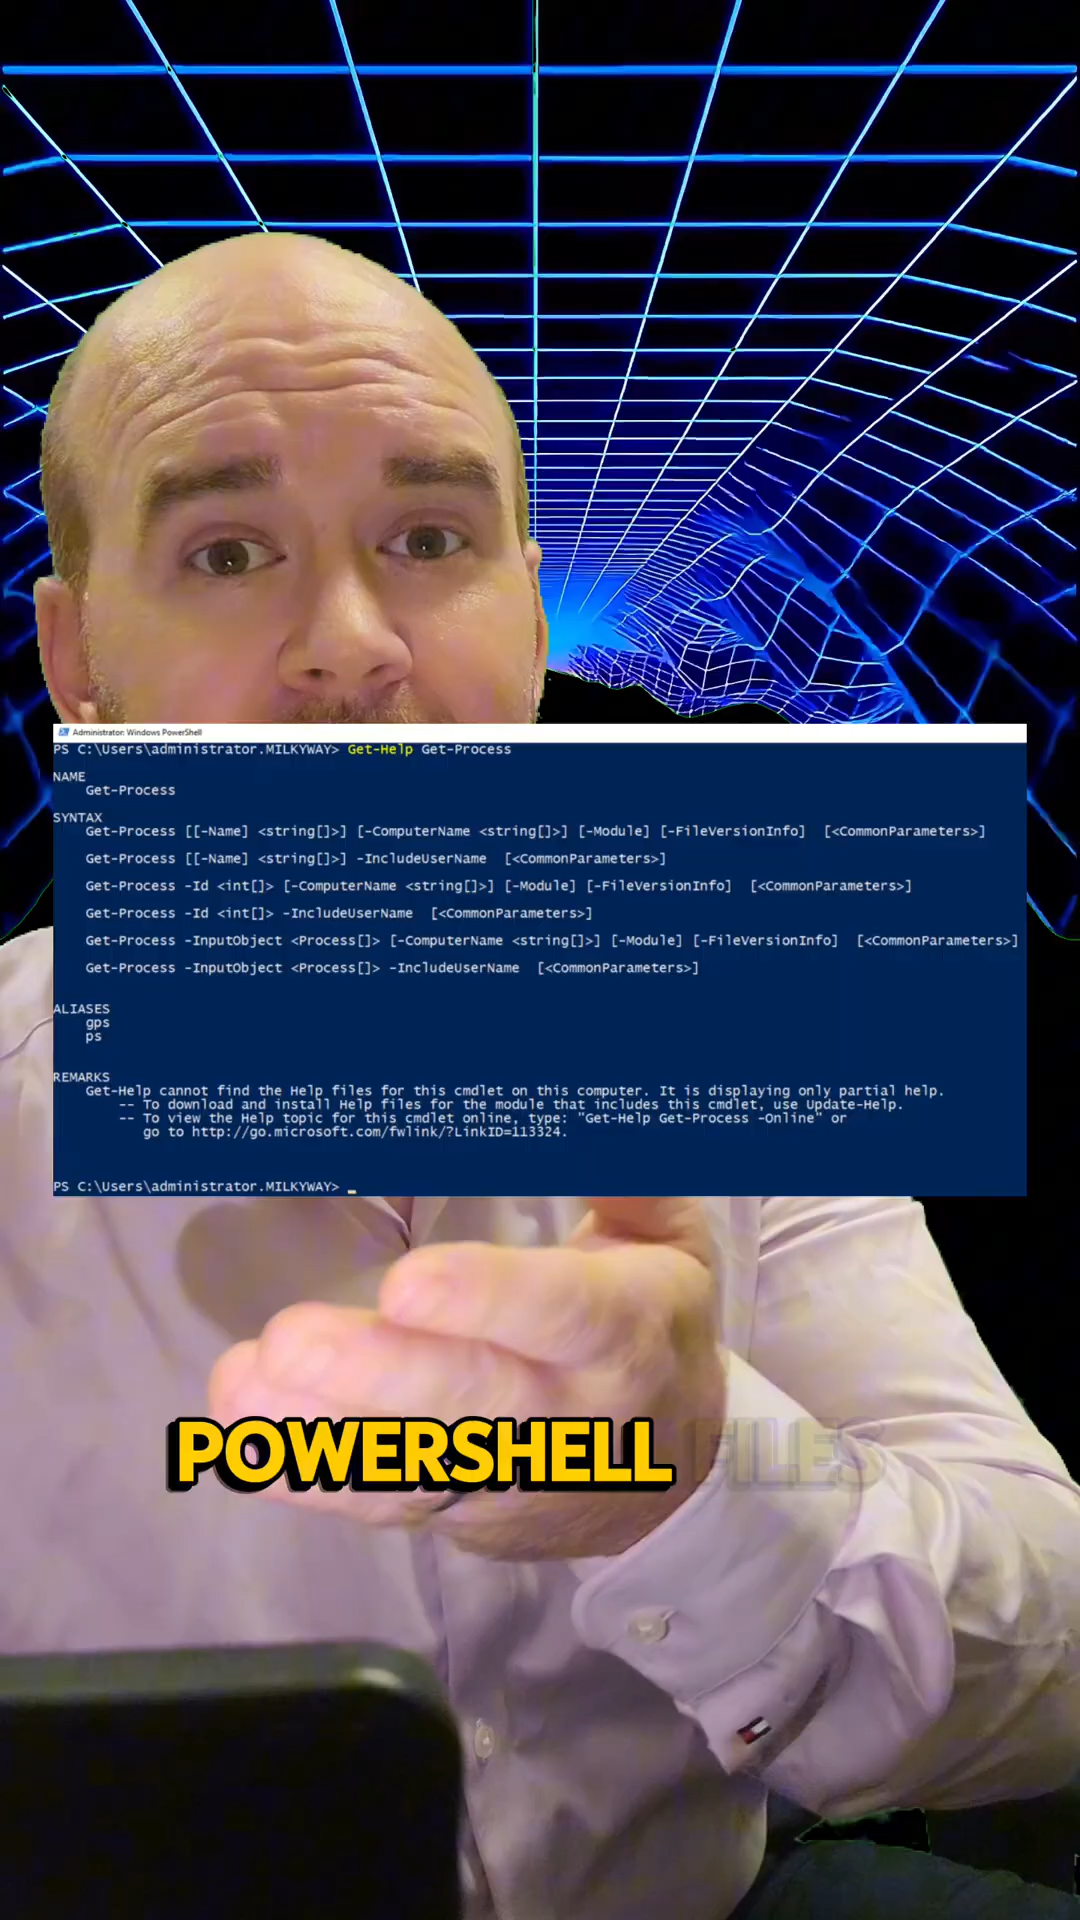 Administrator: Windows PowerShell
PS C:\Users\administrator.MILKYWAY> Get-Help Get-Process
NAME
Get-Process
SYNTAX
Get-Process [[-Name] <string[]>] [-ComputerName <string[]>] [-Module] [-FileVersionInfo]  [<CommonParameters>]
Get-Process [[-Name] <string[]>] -IncludeUserName  [<CommonParameters>]
Get-Process -Id <int[]> [-ComputerName <string[]>] [-Module] [-FileVersionInfo]  [<CommonParameters>]
Get-Process -Id <int[]> -IncludeUserName  [<CommonParameters>]
Get-Process -InputObject <Process[]> [-ComputerName <string[]>] [-Module] [-FileVersionInfo]  [<CommonParameters>]
Get-Process -InputObject <Process[]> -IncludeUserName  [<CommonParameters>]
ALIASES
gps
ps
REMARKS
Get-Help cannot find the Help files for this cmdlet on this computer. It is displaying only partial help.
-- To download and install Help files for the module that includes this cmdlet, use Update-Help.
-- To view the Help topic for this cmdlet online, type: "Get-Help Get-Process -Online" or
go to http://go.microsoft.com/fwlink/?LinkID=113324.
PS C:\Users\administrator.MILKYWAY> _
POWERSHELL FILES